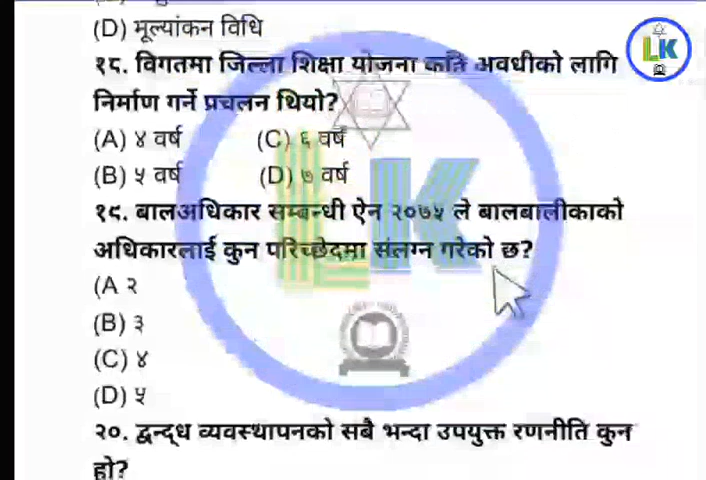 (D) मूल्यांकन विधि
१८. विगतमा जिल्ला शिक्षा योजना कति अवधीको लागि
निर्माण गर्ने प्रचलन थियो?
(A) ४ वर्ष (C) ६ वर्ष
(B) ५ वर्ष (D) ७ वर्ष
१९. बालअधिकार सम्बन्धी ऐन २०७५ ले बालबालीकाको
अधिकारलाई कुन परिच्छेदमा संलग्न गरेको छ?
(A २
(B) ३
(C) ४
(D) ५
२०. द्वन्द्ध व्यवस्थापनको सबै भन्दा उपयुक्त रणनीति कुन
हो?
LK
LK